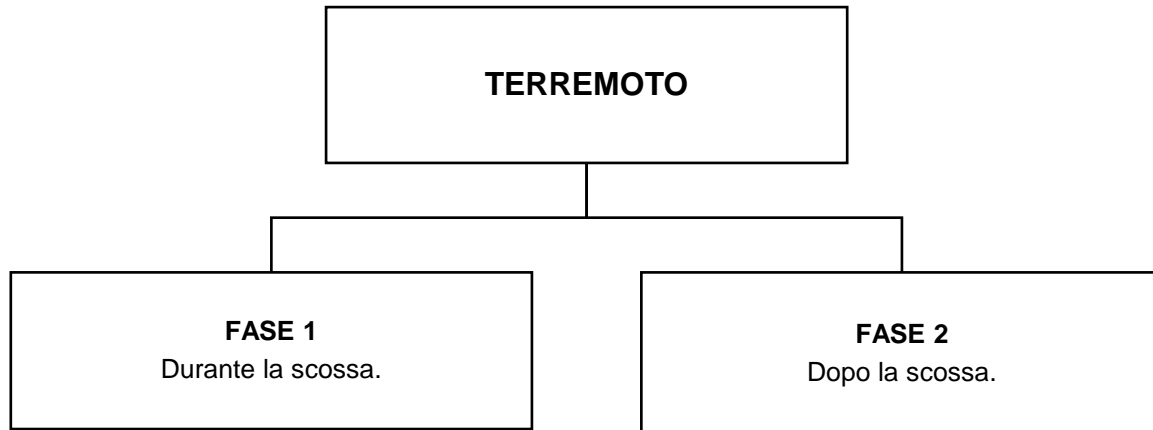 TERREMOTO
FASE 1
Durante la scossa.
FASE 2
Dopo la scossa.